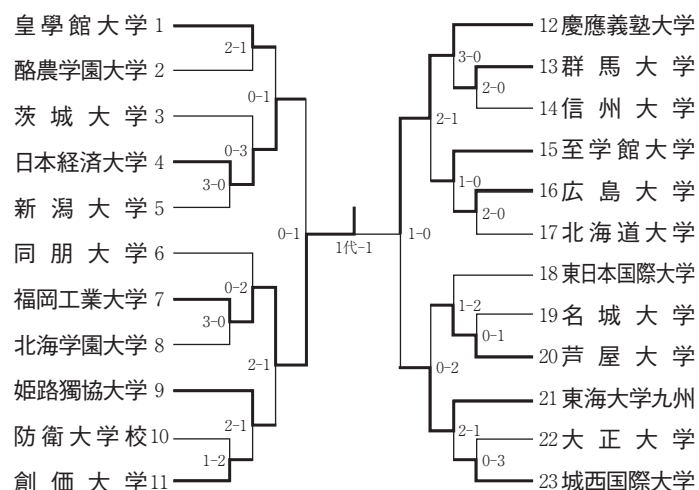 皇學館大学 1
酪農学園大学 2
茨城大学 3
日本経済大学 4
新潟大学 5
同朋大学 6
福岡工業大学 7
北海学園大学 8
姫路獨協大学 9
防衛大学校 10
創価大学 11
2-1
0-1
0-3
3-0
0-2
3-0
2-1
2-1
1-2
0-1
1代-1
1-0
3-0
2-0
2-1
1-0
2-0
1-2
0-1
0-2
2-1
0-3
12 慶應義塾大学
13 群馬大学
14 信州大学
15 至学館大学
16 広島大学
17 北海道大学
18 東日本国際大学
19 名城大学
20 芦屋大学
21 東海大学九州
22 大正大学
23 城西国際大学